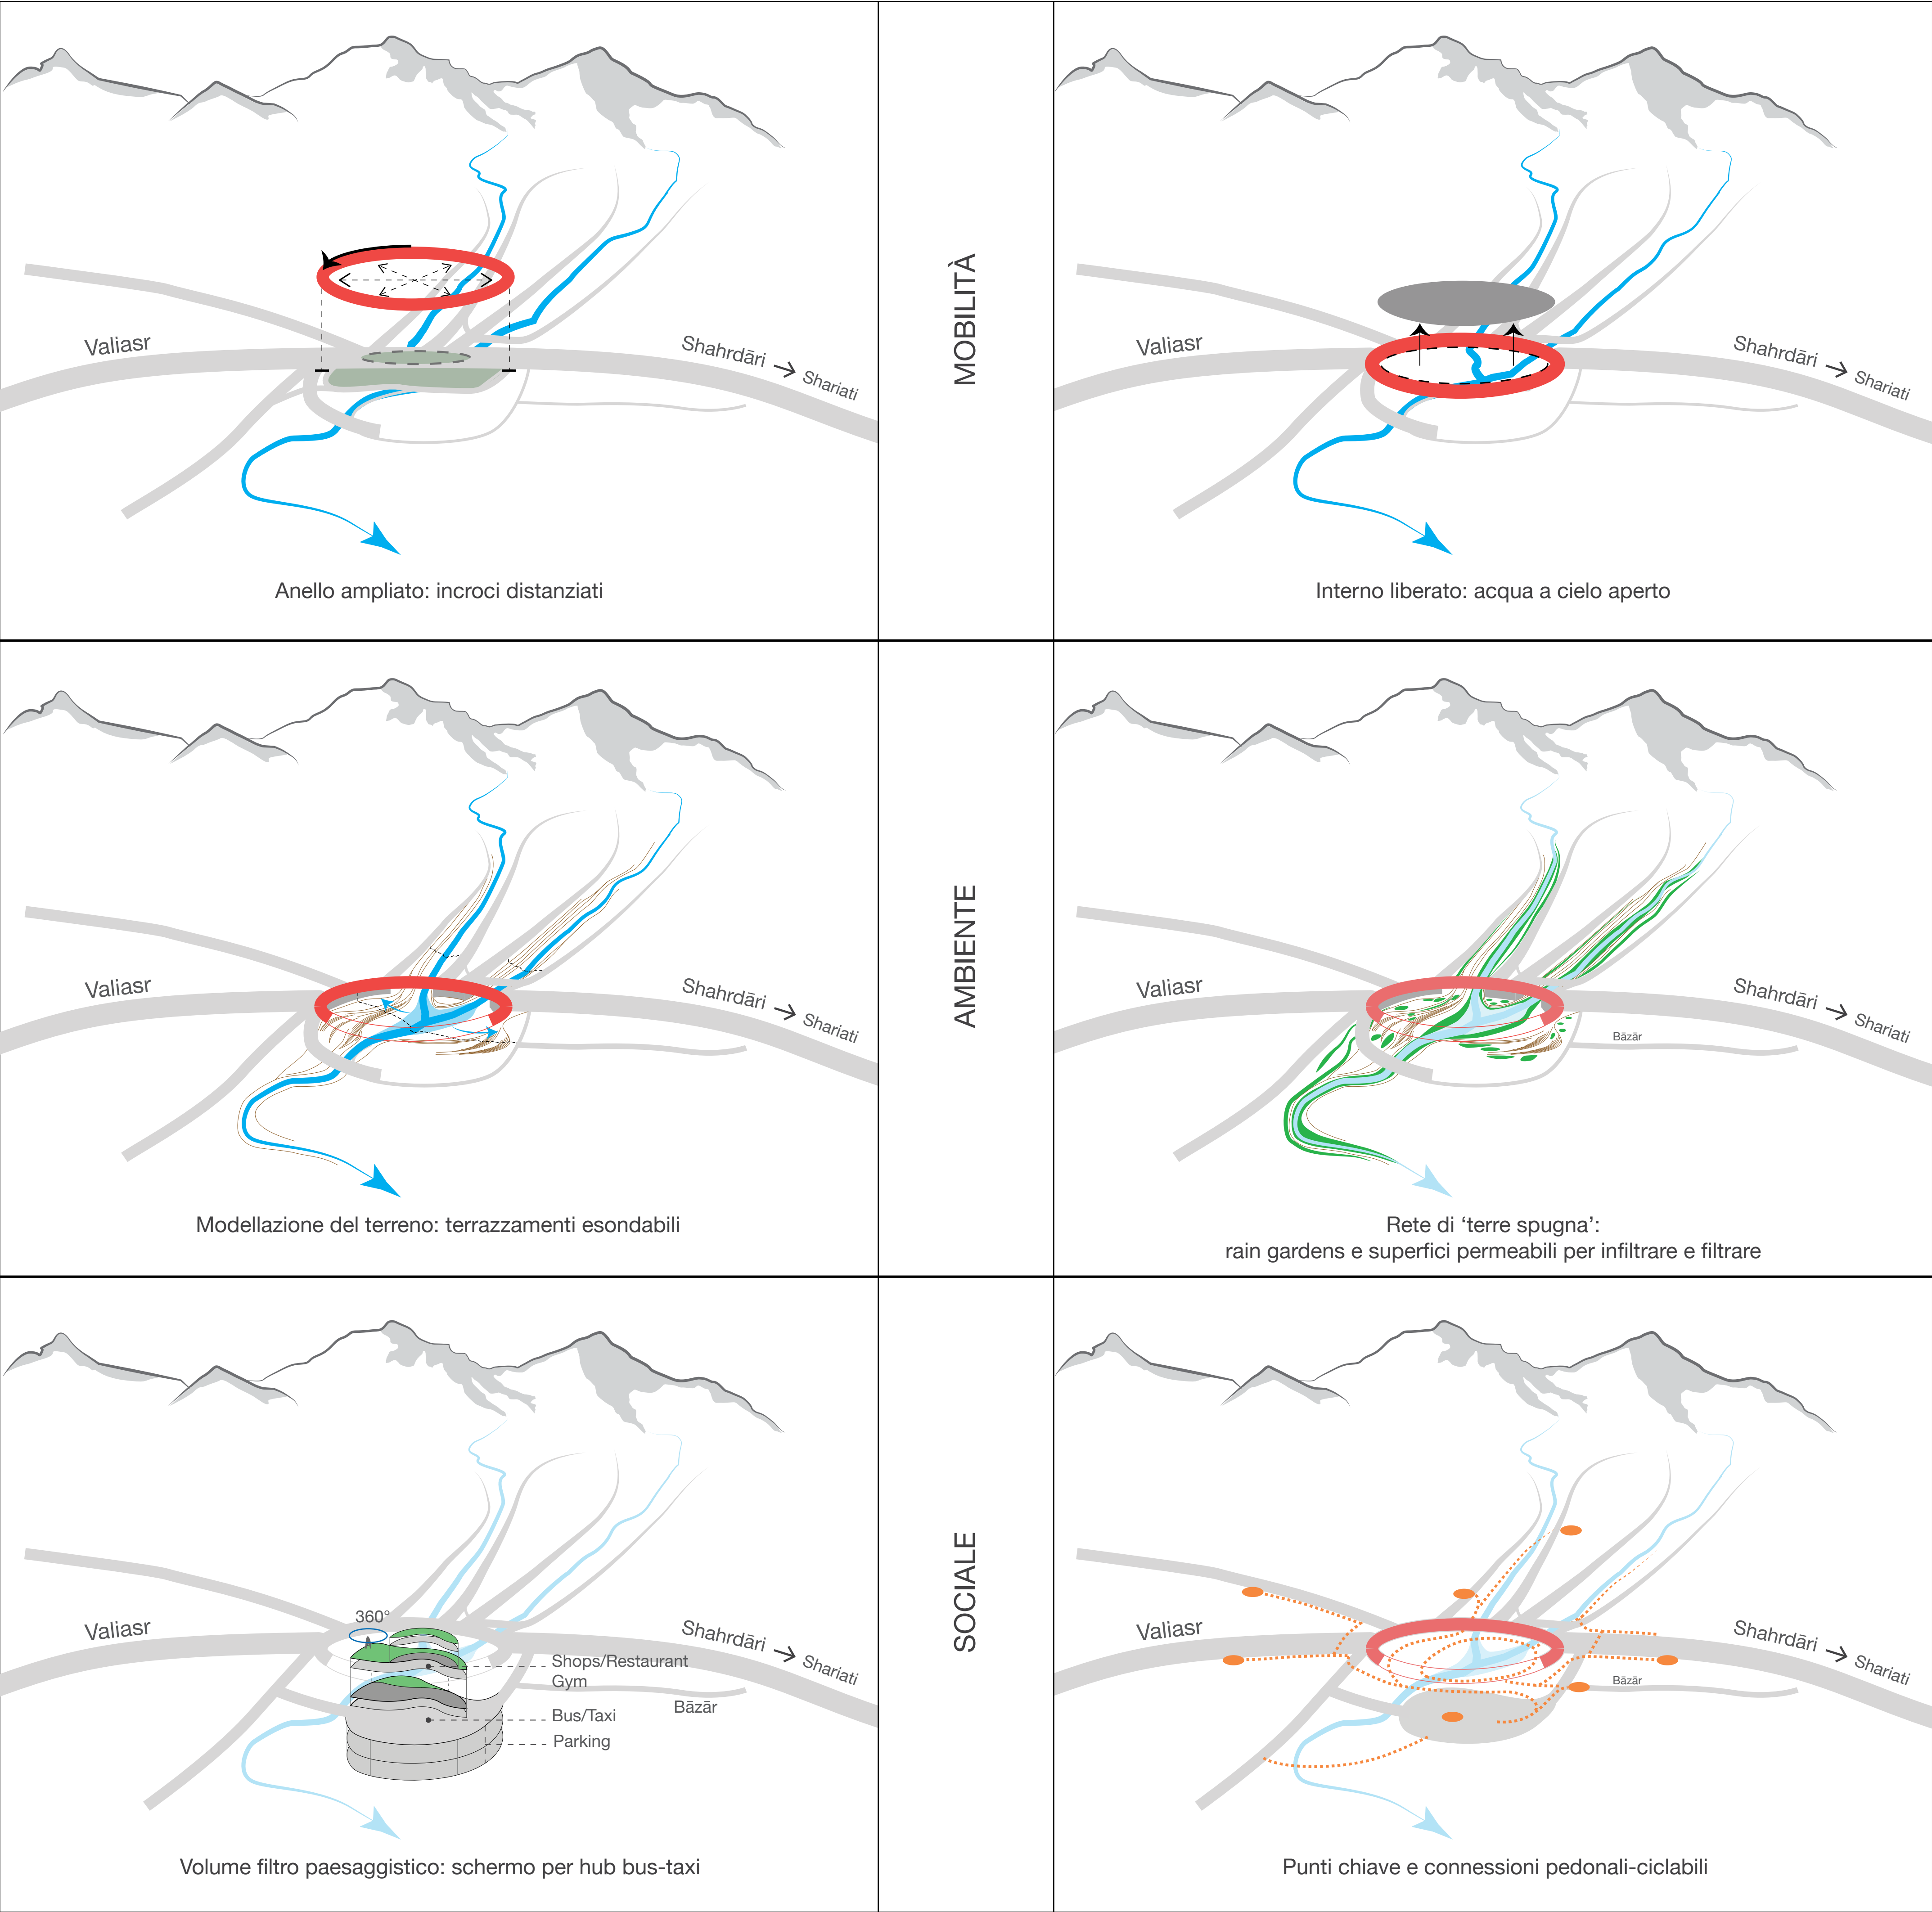 Valiasr
Shahrdāri →
Shariati
Anello ampliato: incroci distanziati
MOBILITÀ
Valiasr
Shahrdāri →
Shariati
Interno liberato: acqua a cielo aperto
Valiasr
Shahrdāri →
Shariati
Modellazione del terreno: terrazzamenti esondabili
AMBIENTE
Valiasr
Shahrdāri →
Shariati
Bāzār
Rete di ‘terre spugna’:
rain gardens e superfici permeabili per infiltrare e filtrare
360°
Valiasr
Shahrdāri →
Shariati
Shops/Restaurant
Gym
Bāzār
Bus/Taxi
Parking
Volume filtro paesaggistico: schermo per hub bus-taxi
SOCIALE
Valiasr
Shahrdāri →
Shariati
Bāzār
Punti chiave e connessioni pedonali-ciclabili